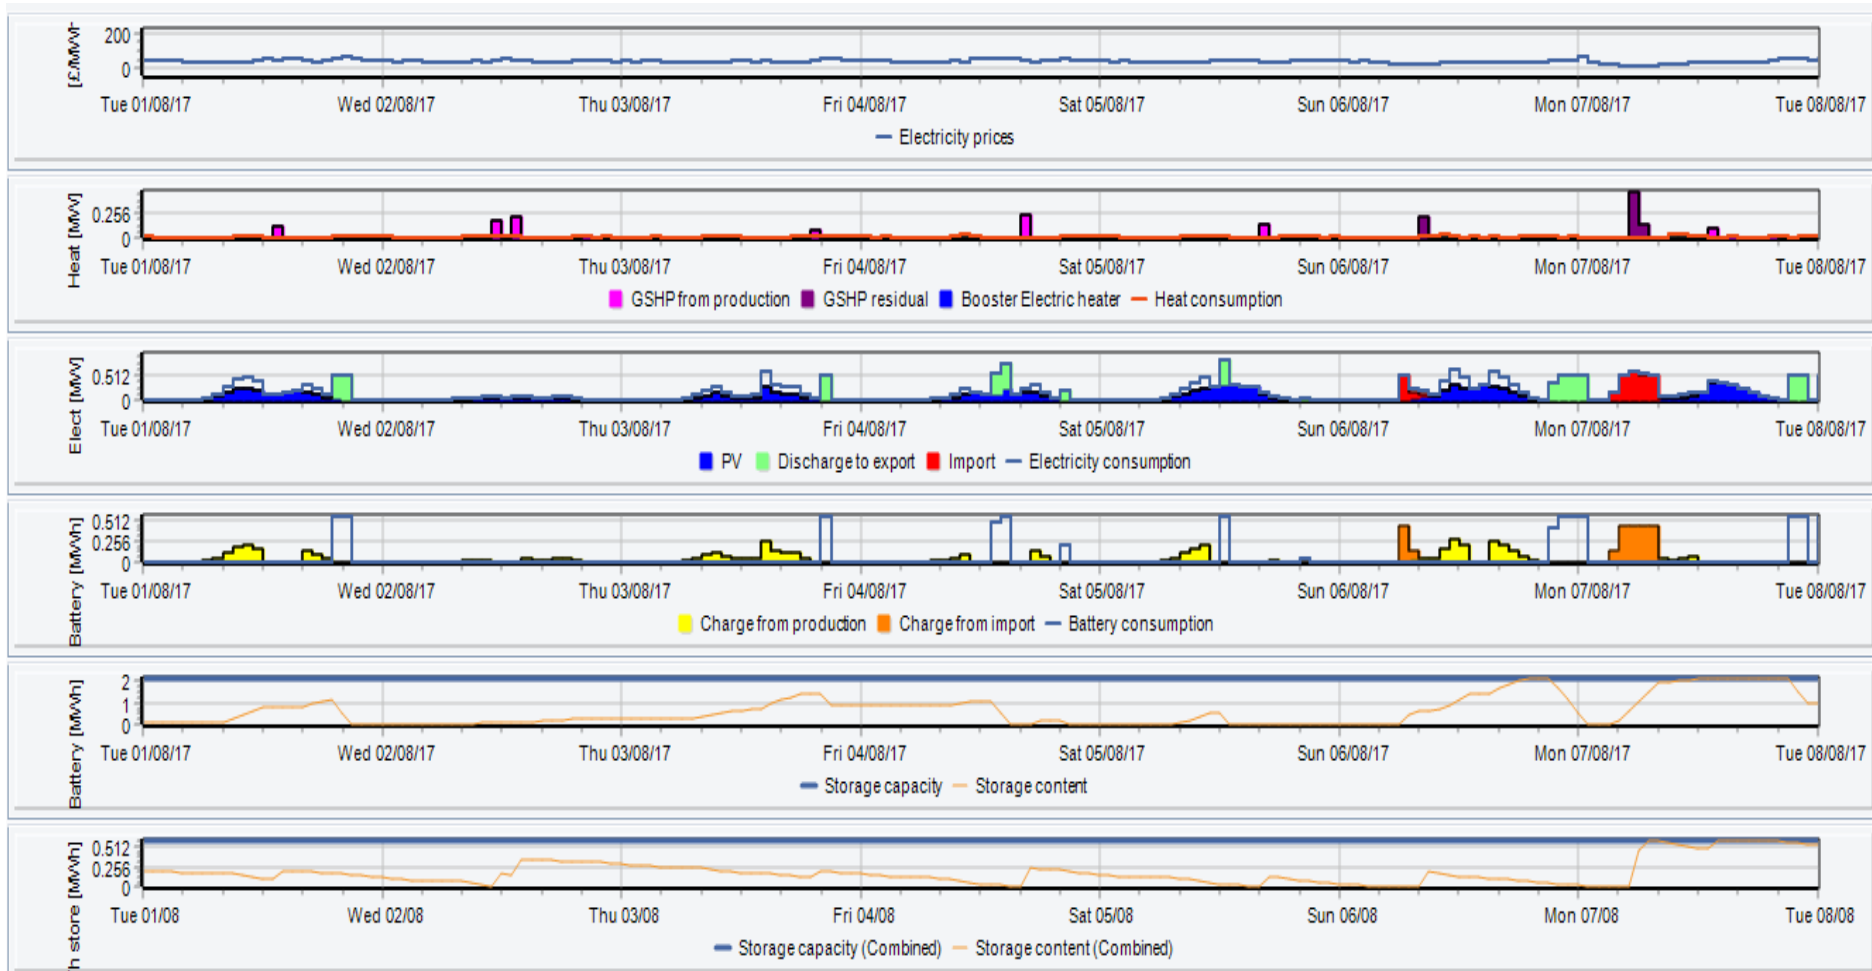 [£/MWh
200
0
Tue 01/08/17 Wed 02/08/17 Thu 03/08/17 Fri 04/08/17 Sat 05/08/17 Sun 06/08/17 Mon 07/08/17 Tue 08/08/17
Electricity prices
Heat [MW]
0.256
0
Tue 01/08/17 Wed 02/08/17 Thu 03/08/17 Fri 04/08/17 Sat 05/08/17 Sun 06/08/17 Mon 07/08/17 Tue 08/08/17
GSHP from production GSHP residual Booster Electric heater Heat consumption
Elect [MW]
0.512
0
Tue 01/08/17 Wed 02/08/17 Thu 03/08/17 Fri 04/08/17 Sat 05/08/17 Sun 06/08/17 Mon 07/08/17 Tue 08/08/17
PV Discharge to export Import Electricity consumption
Battery [MWh]
0.512
0.256
0
Tue 01/08/17 Wed 02/08/17 Thu 03/08/17 Fri 04/08/17 Sat 05/08/17 Sun 06/08/17 Mon 07/08/17 Tue 08/08/17
Charge from production Charge from import Battery consumption
Battery [MWh]
2
1
0
Tue 01/08/17 Wed 02/08/17 Thu 03/08/17 Fri 04/08/17 Sat 05/08/17 Sun 06/08/17 Mon 07/08/17 Tue 08/08/17
Storage capacity Storage content
h store [MWh]
0.512
0.256
0
Tue 01/08 Wed 02/08 Thu 03/08 Fri 04/08 Sat 05/08 Sun 06/08 Mon 07/08 Tue 08/08
Storage capacity (Combined) Storage content (Combined)